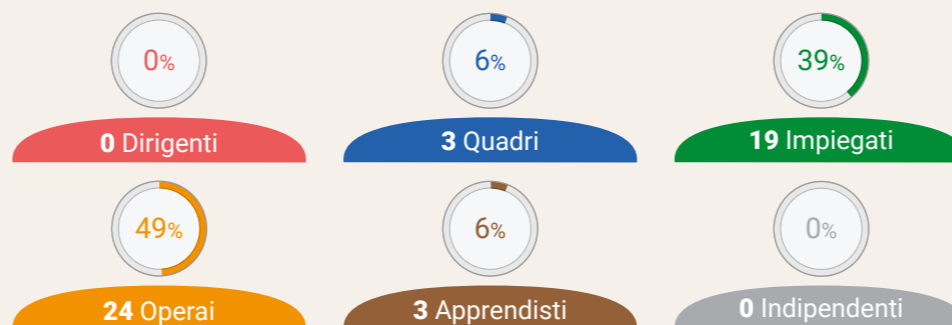 0% 6% 39%
0 Dirigenti 3 Quadri 19 Impiegati
49% 6% 0%
24 Operai 3 Apprendisti 0 Indipendenti